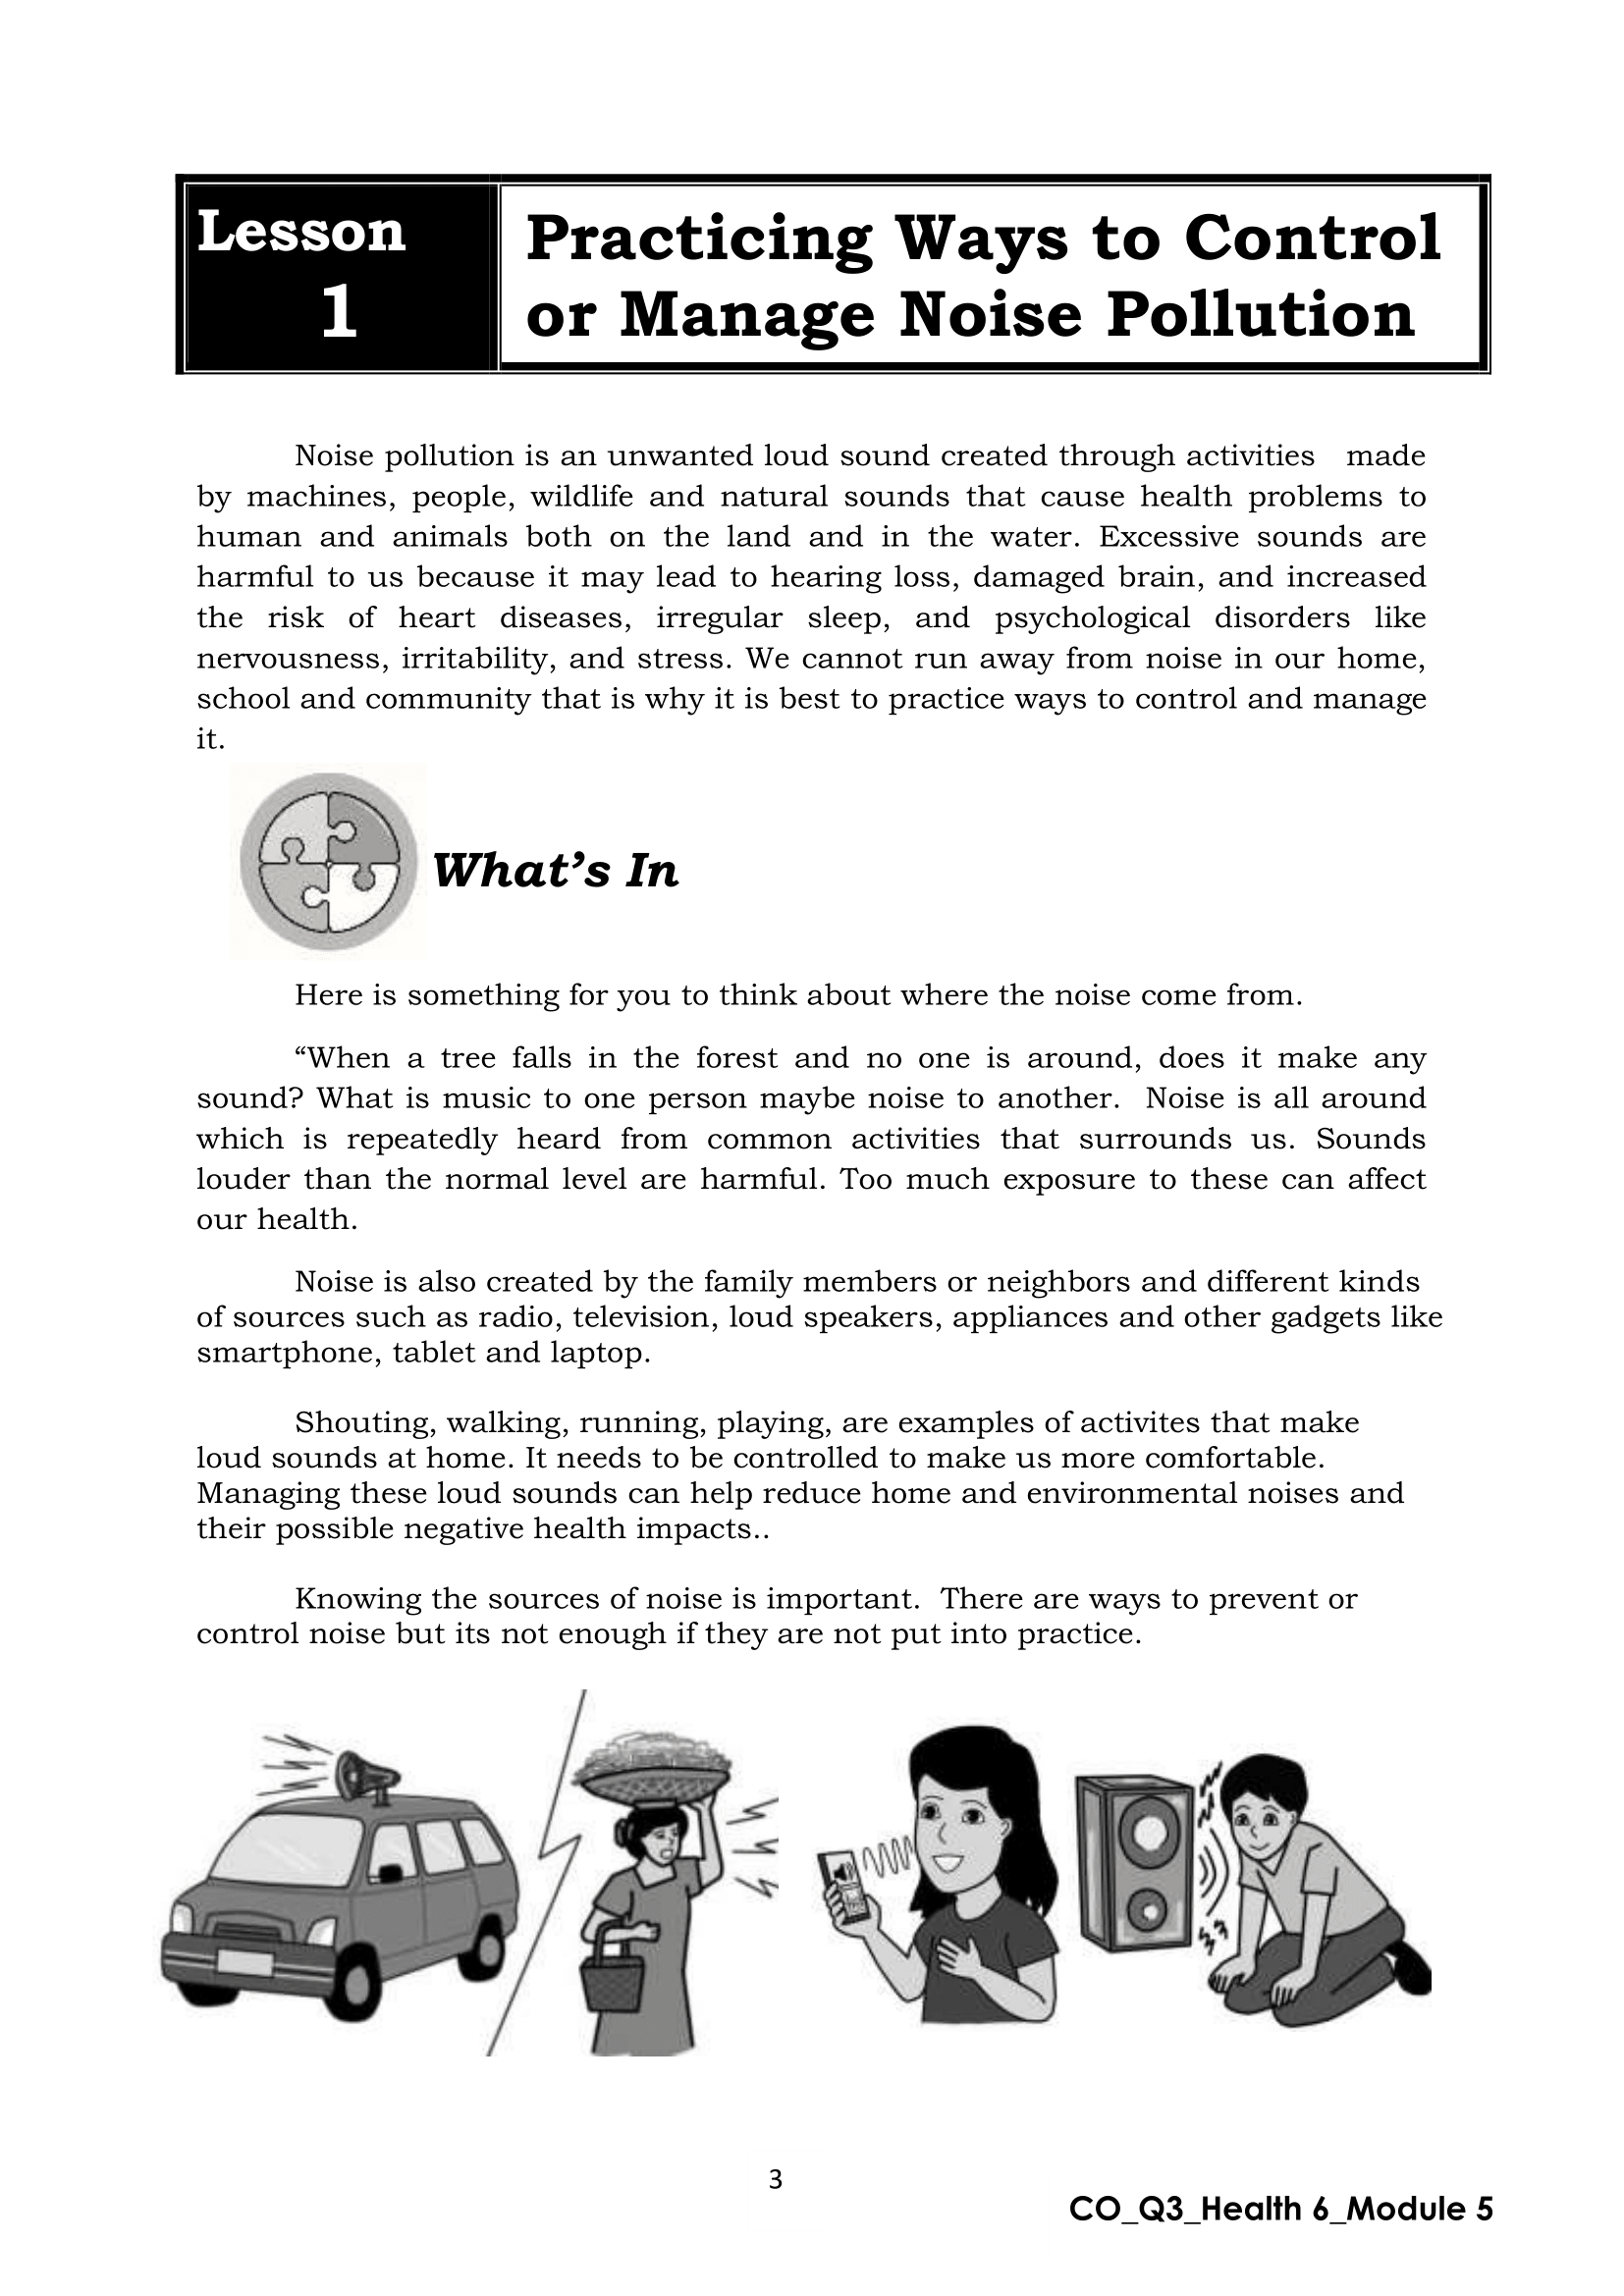 Lesson
1
Practicing Ways to Control
or Manage Noise Pollution
Noise pollution is an unwanted loud sound created through activities made
by machines, people, wildlife and natural sounds that cause health problems to
human and animals both on the land and in the water. Excessive sounds are
harmful to us because it may lead to hearing loss, damaged brain, and increased
the risk of heart diseases, irregular sleep, and psychological disorders like
nervousness, irritability, and stress. We cannot run away from noise in our home,
school and community that is why it is best to practice ways to control and manage
it.
What’s In
Here is something for you to think about where the noise come from.
“When a tree falls in the forest and no one is around, does it make any
sound? What is music to one person maybe noise to another. Noise is all around
which is repeatedly heard from common activities that surrounds us. Sounds
louder than the normal level are harmful. Too much exposure to these can affect
our health.
Noise is also created by the family members or neighbors and different kinds
of sources such as radio, television, loud speakers, appliances and other gadgets like
smartphone, tablet and laptop.
Shouting, walking, running, playing, are examples of activites that make
loud sounds at home. It needs to be controlled to make us more comfortable.
Managing these loud sounds can help reduce home and environmental noises and
their possible negative health impacts..
Knowing the sources of noise is important. There are ways to prevent or
control noise but its not enough if they are not put into practice.
3
CO_Q3_Health 6_Module 5